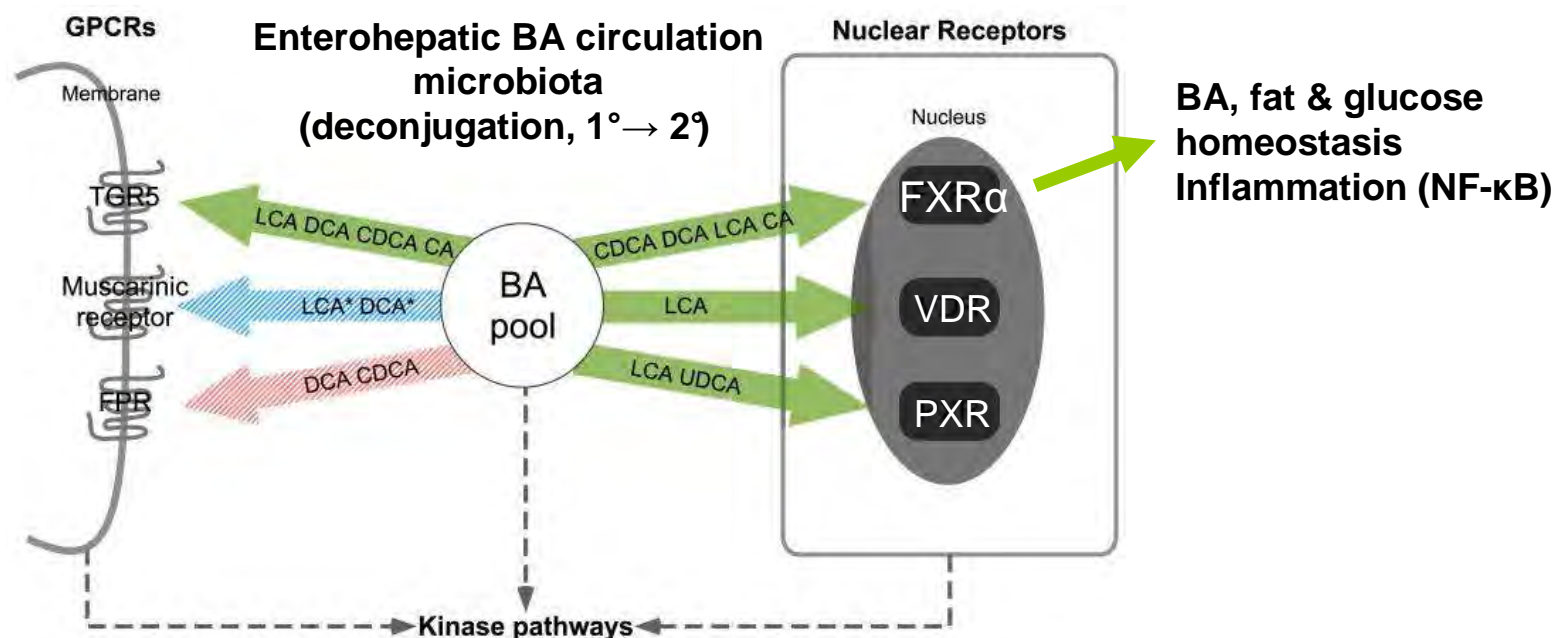 GPCRs
Enterohepatic BA circulation
microbiota
(deconjugation, 1°→ 2°)
Nuclear Receptors
Membrane
Nucleus
BA, fat & glucose
homeostasis
Inflammation (NF-κB)
TGR5
LCA DCA CDCA CA
CDCA DCA LCA CA
FXRα
Muscarinic
receptor
LCA* DCA*
BA
pool
LCA
VDR
FPR
DCA CDCA
LCA UDCA
PXR
Kinase pathways